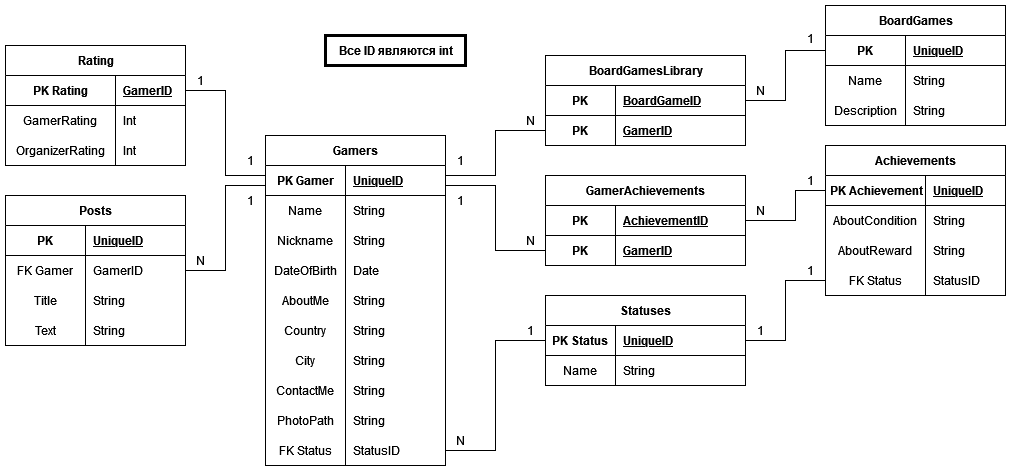 Все ID являются int
Rating
PK Rating GamerID
GamerRating Int
OrganizerRating Int
1
1
Posts
PK UniqueID
FK Gamer GamerID
Title String
Text String
N
1
Gamers
PK Gamer UniqueID
Name String
Nickname String
DateOfBirth Date
AboutMe String
Country String
City String
ContactMe String
PhotoPath String
FK Status StatusID
1
N
1
N
N
1
BoardGamesLibrary
PK BoardGameID
PK GamerID
N
1
GamerAchievements
PK AchievementID
PK GamerID
N
1
Statuses
PK Status UniqueID
Name String
1
1
BoardGames
PK UniqueID
Name String
Description String
Achievements
PK Achievement UniqueID
AboutCondition String
AboutReward String
FK Status StatusID